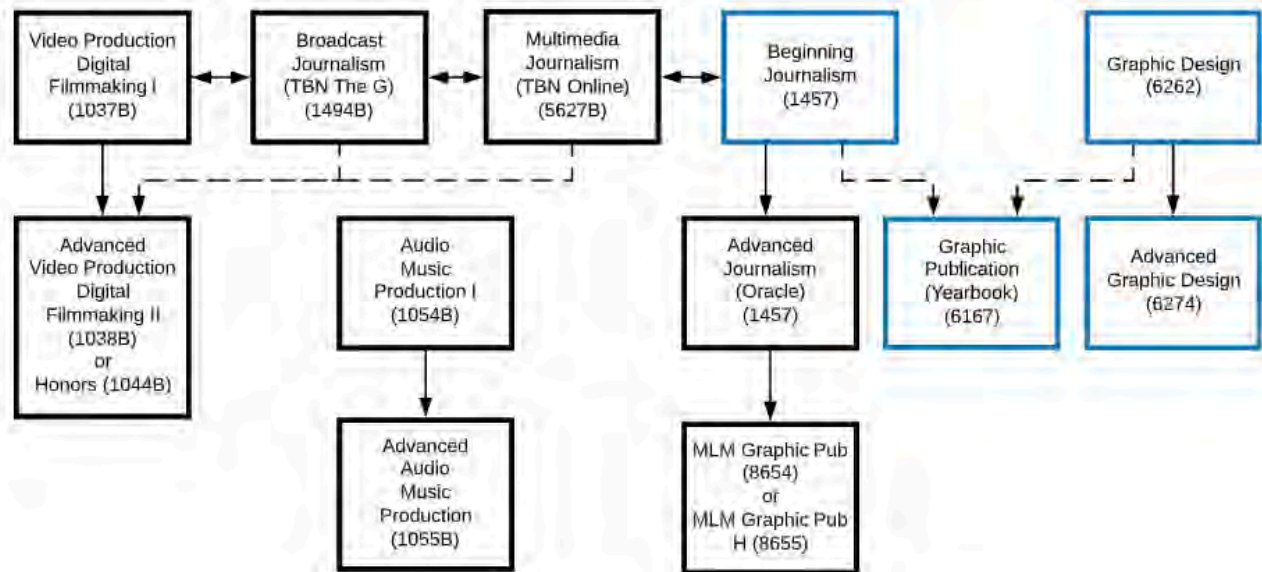 Video Production
Digital
Filmmaking I
(1037B)
Broadcast
Journalism
(TBN The G)
(1494B)
Multimedia
Journalism
(TBN Online)
(5627B)
Beginning
Journalism
(1457)
Graphic Design
(6262)
Advanced
Video Production
Digital
Filmmaking II
(1038B)
or
Honors (1044B)
Audio
Music
Production I
(1054B)
Advanced
Journalism
(Oracle)
(1457)
Graphic
Publication
(Yearbook)
(6167)
Advanced
Graphic Design
(6274)
Advanced
Audio
Music
Production
(1055B)
MLM Graphic Pub
(8654)
or
MLM Graphic Pub
H (8655)